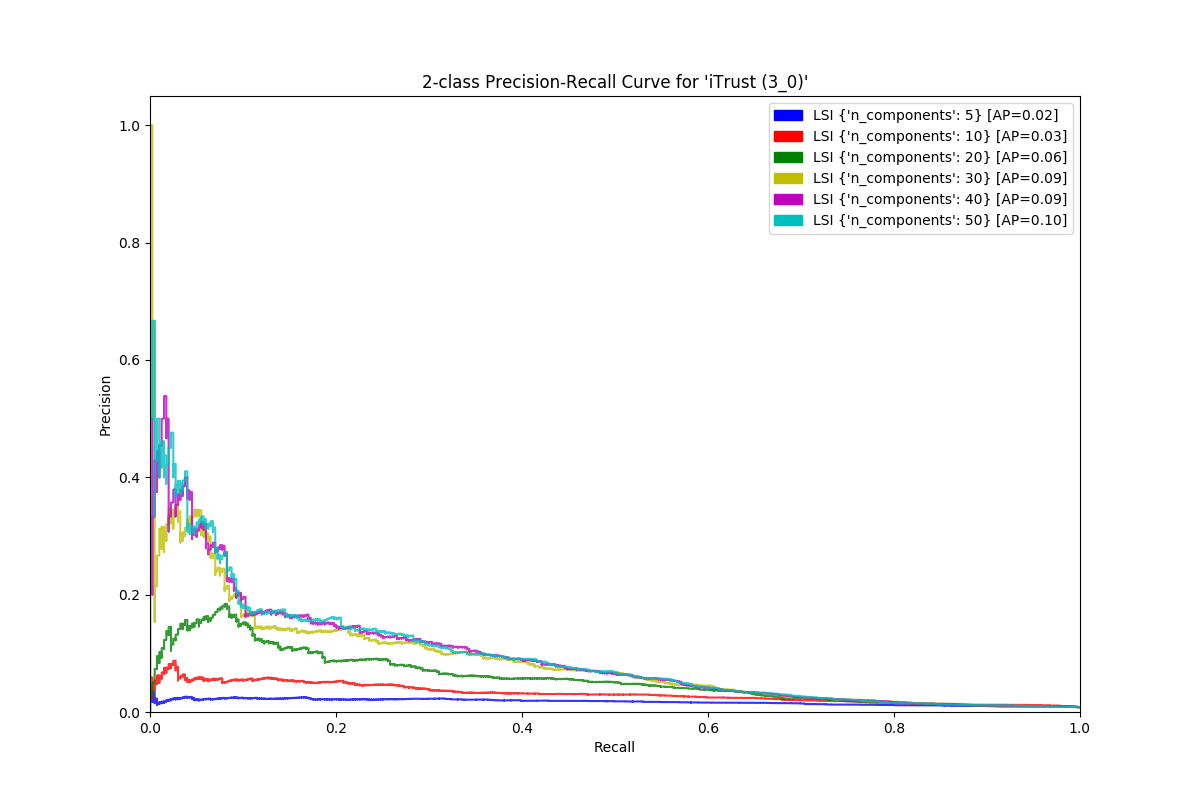 2-class Precision-Recall Curve for 'iTrust (3_0)'
LSI {'n_components': 5} [AP=0.02]
LSI {'n_components': 10} [AP=0.03]
LSI {'n_components': 20} [AP=0.06]
LSI {'n_components': 30} [AP=0.09]
LSI {'n_components': 40} [AP=0.09]
LSI {'n_components': 50} [AP=0.10]
1.0
0.8
0.6
0.4
0.2
0.0
Precision
0.0 0.2 0.4 0.6 0.8 1.0
Recall